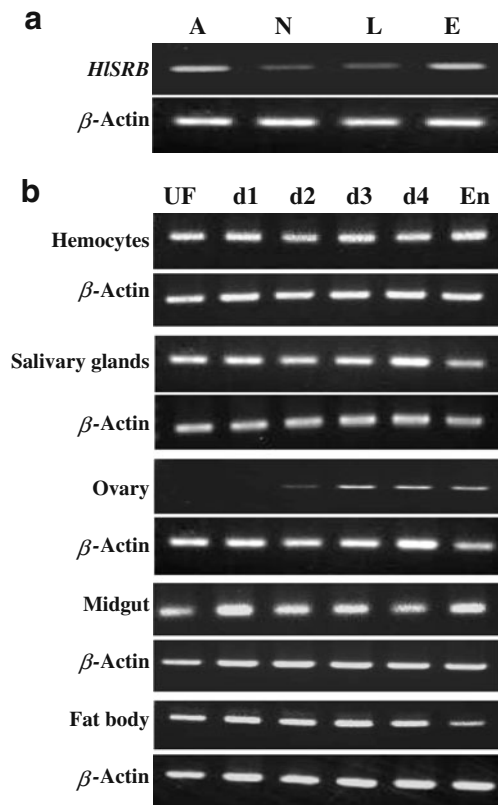 a
A N L E
HlSRB
β-Actin
b
UF d1 d2 d3 d4 En
Hemocytes
β-Actin
Salivary glands
β-Actin
Ovary
β-Actin
Midgut
β-Actin
Fat body
β-Actin